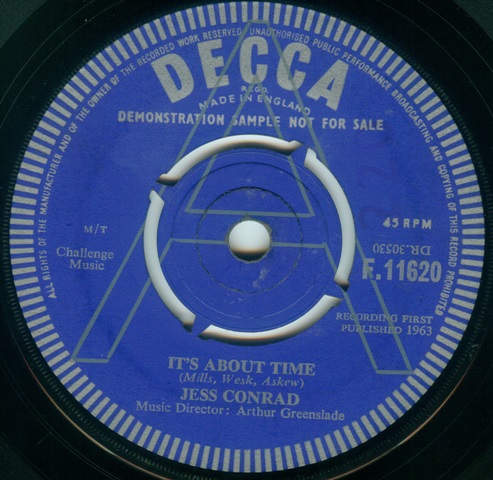 ALL RIGHTS OF THE MANUFACTURER AND OF THE OWNER OF THE RECORDED WORK RESERVED UNAUTHORISED PUBLIC PERFORMANCE BROADCASTING AND COPYING OF THIS RECORD PROHIBITED
DECCA
REGD.
MADE IN ENGLAND
DEMONSTRATION SAMPLE NOT FOR SALE
A
M/T
Challenge
Music
45 RPM
DR.30530
F.11620
RECORDING FIRST
PUBLISHED 1963
IT'S ABOUT TIME
(Mills, Wesk, Askew)
JESS CONRAD
Music Director: Arthur Greenslade